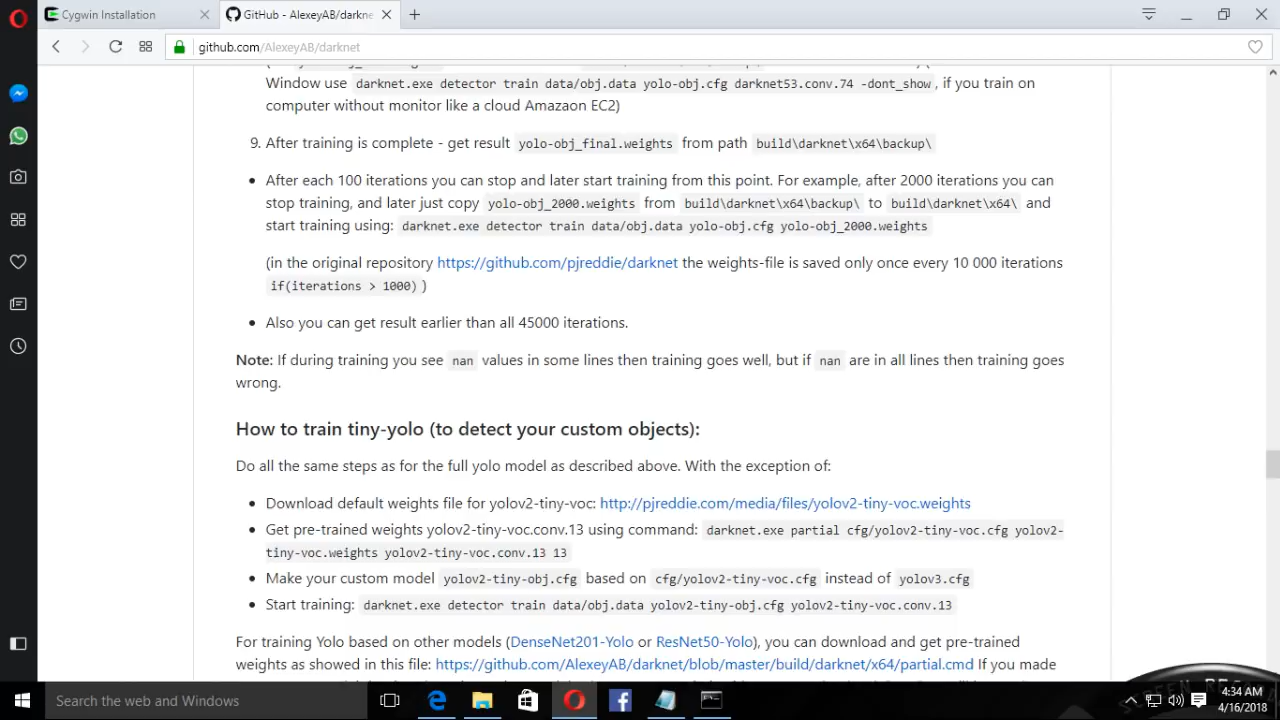 Cygwin Installation
GitHub - AlexeyAB/darkne
github.com/AlexeyAB/darknet
Window use darknet.exe detector train data/obj.data yolo-obj.cfg darknet53.conv.74 -dont_show , if you train on
computer without monitor like a cloud Amazaon EC2)
9. After training is complete - get result yolo-obj_final.weights from path build\darknet\x64\backup\
• After each 100 iterations you can stop and later start training from this point. For example, after 2000 iterations you can
stop training, and later just copy yolo-obj_2000.weights from build\darknet\x64\backup\ to build\darknet\x64\ and
start training using: darknet.exe detector train data/obj.data yolo-obj.cfg yolo-obj_2000.weights
(in the original repository https://github.com/pjreddie/darknet the weights-file is saved only once every 10 000 iterations
if(iterations > 1000) )
• Also you can get result earlier than all 45000 iterations.
Note: If during training you see nan values in some lines then training goes well, but if nan are in all lines then training goes
wrong.
How to train tiny-yolo (to detect your custom objects):
Do all the same steps as for the full yolo model as described above. With the exception of:
• Download default weights file for yolov2-tiny-voc: http://pjreddie.com/media/files/yolov2-tiny-voc.weights
• Get pre-trained weights yolov2-tiny-voc.conv.13 using command: darknet.exe partial cfg/yolov2-tiny-voc.cfg yolov2-
tiny-voc.weights yolov2-tiny-voc.conv.13 13
• Make your custom model yolov2-tiny-obj.cfg based on cfg/yolov2-tiny-voc.cfg instead of yolov3.cfg
• Start training: darknet.exe detector train data/obj.data yolov2-tiny-obj.cfg yolov2-tiny-voc.conv.13
For training Yolo based on other models (DenseNet201-Yolo or ResNet50-Yolo), you can download and get pre-trained
weights as showed in this file: https://github.com/AlexeyAB/darknet/blob/master/build/darknet/x64/partial.cmd If you made
Search the web and Windows
4:34 AM
4/16/2018